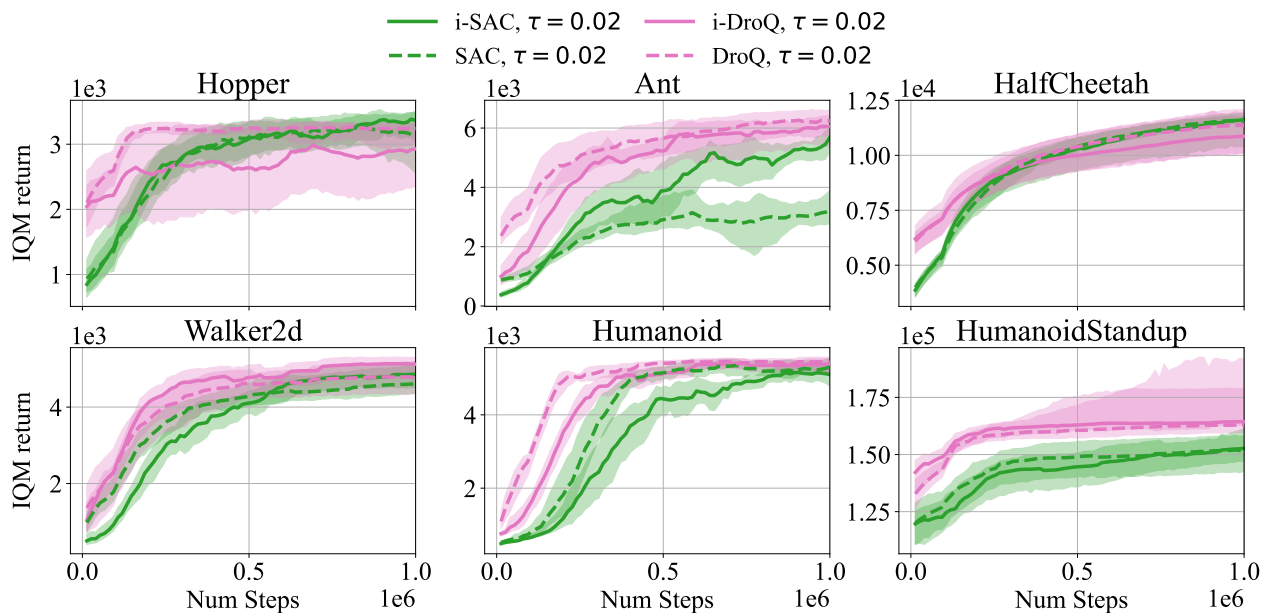 i-SAC, τ = 0.02 i-DroQ, τ = 0.02
SAC, τ = 0.02 DroQ, τ = 0.02
1e3 Hopper 1e3 Ant 1e4 HalfCheetah
IQM return
3
2
1
6
4
2
0
1.25
1.00
0.75
0.50
1e3 Walker2d 1e3 Humanoid 1e5 HumanoidStandup
IQM return
4
2
4
2
1.75
1.50
1.25
0.0 0.5 1.0 0.0 0.5 1.0 0.0 0.5 1.0
Num Steps 1e6 Num Steps 1e6 Num Steps 1e6